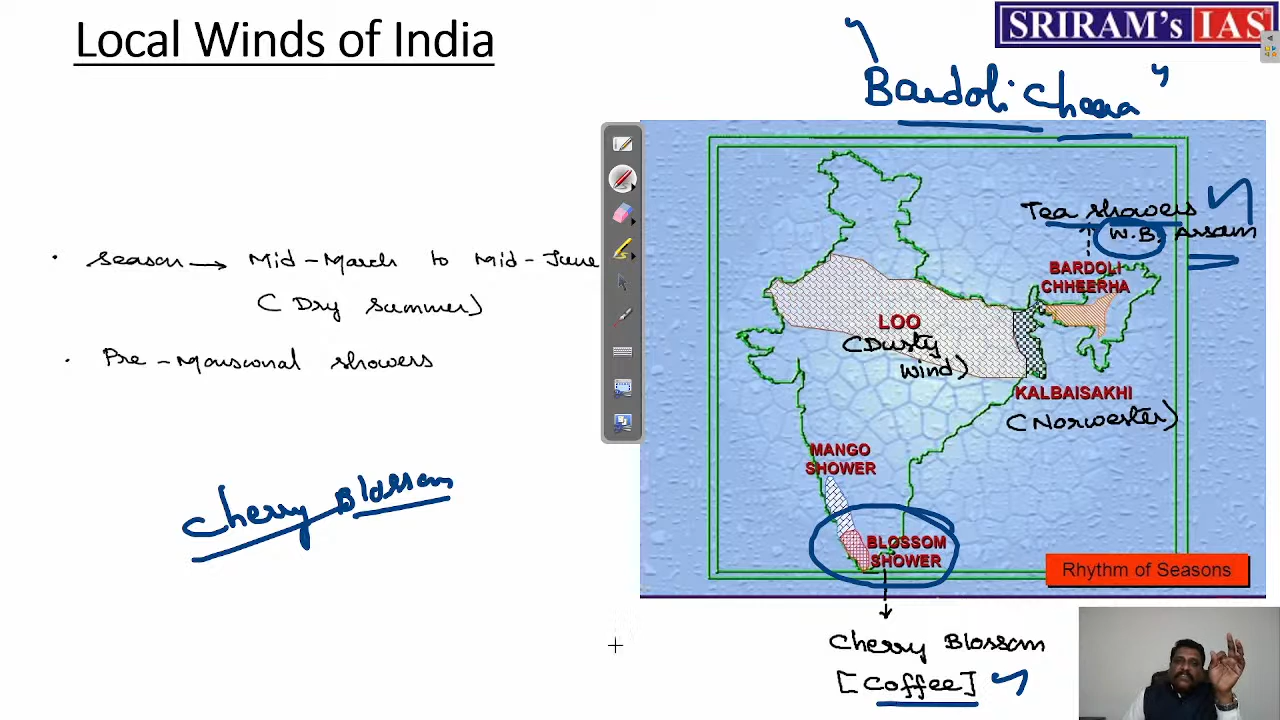 Local Winds of India
SRIRAM's IAS
"Bardoli Cheera"
Tea showers
W.B, Assam
BARDOLI
CHHEERHA
Season → Mid-March to Mid-June
(Dry summer)
LOO
(Dusty
Wind)
Pre-Monsoonal showers
KALBAISAKHI
(Norwester)
MANGO
SHOWER
Cherry Blossom
BLOSSOM
SHOWER
Rhythm of Seasons
Cherry Blossom
[Coffee]